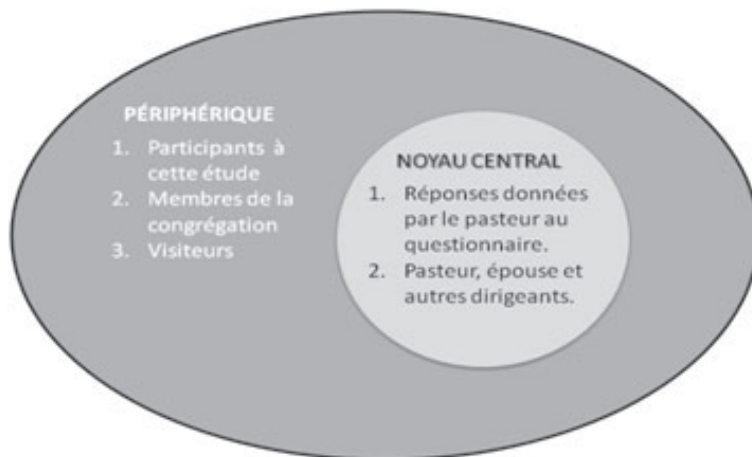 PÉRIPHÉRIQUE
1. Participants à
cette étude
2. Membres de la
congrégation
3. Visiteurs
NOYAU CENTRAL
1. Réponses données
par le pasteur au
questionnaire.
2. Pasteur, épouse et
autres dirigeants.